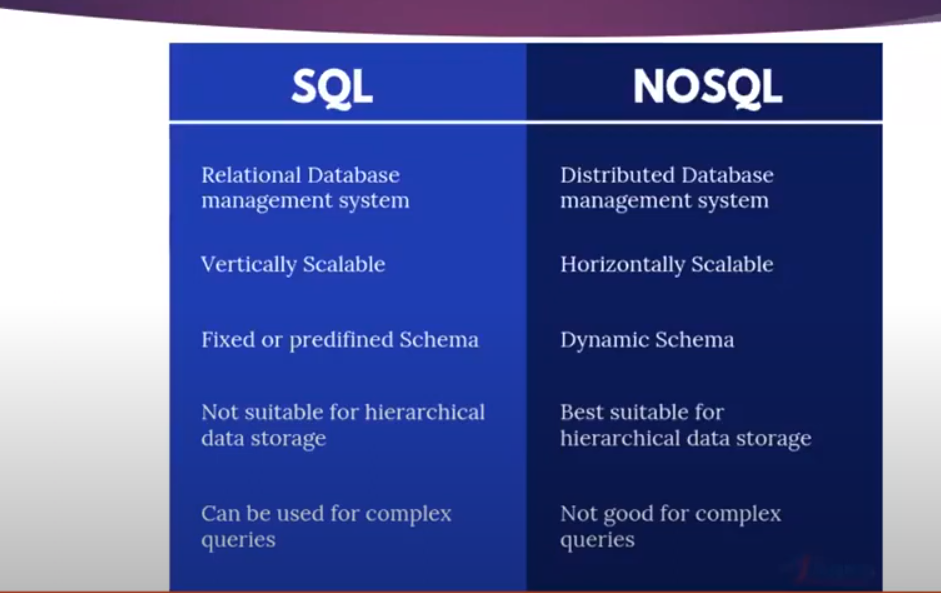 SQL
NOSQL
Relational Database
management system
Distributed Database
management system
Vertically Scalable
Horizontally Scalable
Fixed or predifined Schema
Dynamic Schema
Not suitable for hierarchical
data storage
Best suitable for
hierarchical data storage
Can be used for complex
queries
Not good for complex
queries